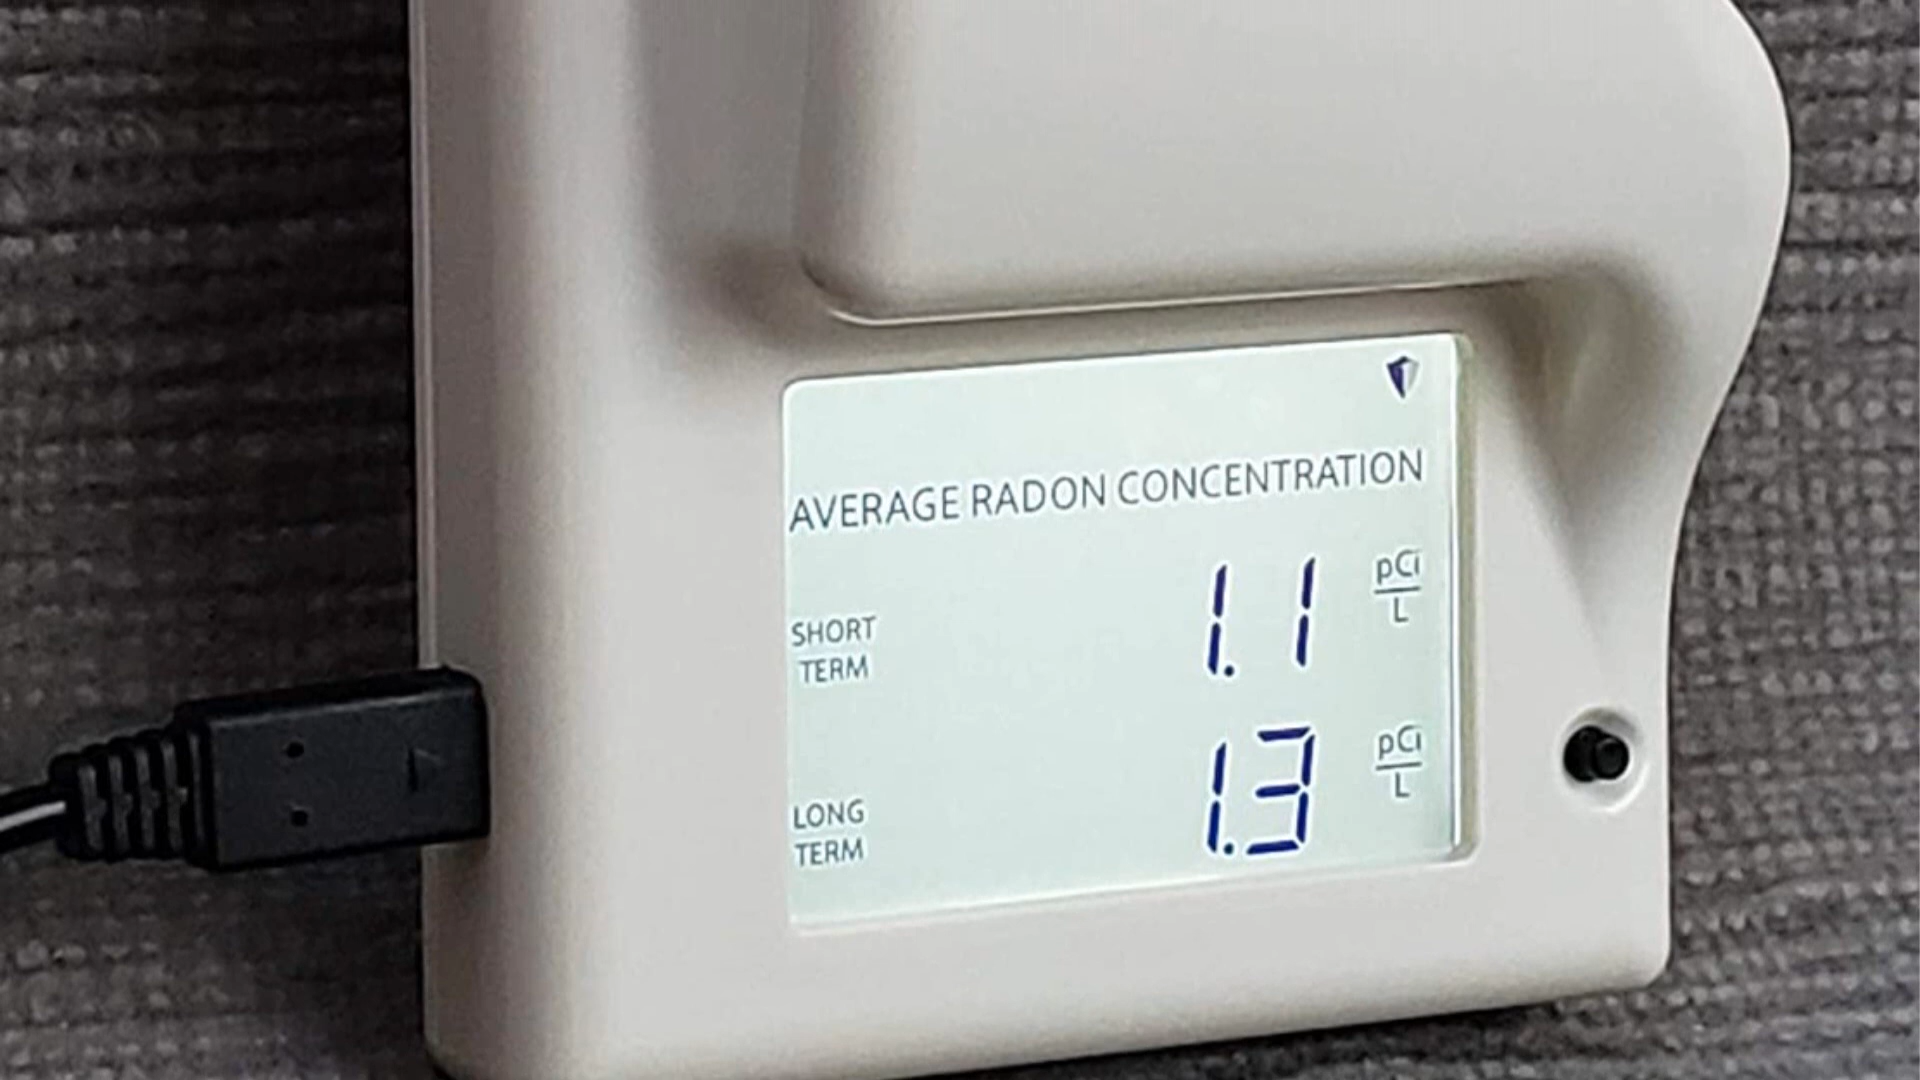 AVERAGE RADON CONCENTRATION
SHORT TERM 1.1 pCi/L
LONG TERM 1.3 pCi/L